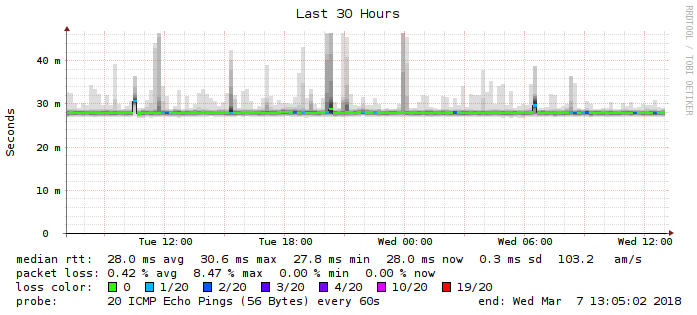 Last 30 Hours
RRDTOOL / TOBI OETIKER
Seconds
40 m
30 m
20 m
10 m
0
Tue 12:00 Tue 18:00 Wed 00:00 Wed 06:00 Wed 12:00
median rtt: 28.0 ms avg 30.6 ms max 27.8 ms min 28.0 ms now 0.3 ms sd 103.2 am/s
packet loss: 0.42 % avg 8.47 % max 0.00 % min 0.00 % now
loss color: 0 1/20 2/20 3/20 4/20 10/20 19/20
probe: 20 ICMP Echo Pings (56 Bytes) every 60s end: Wed Mar 7 13:05:02 2018